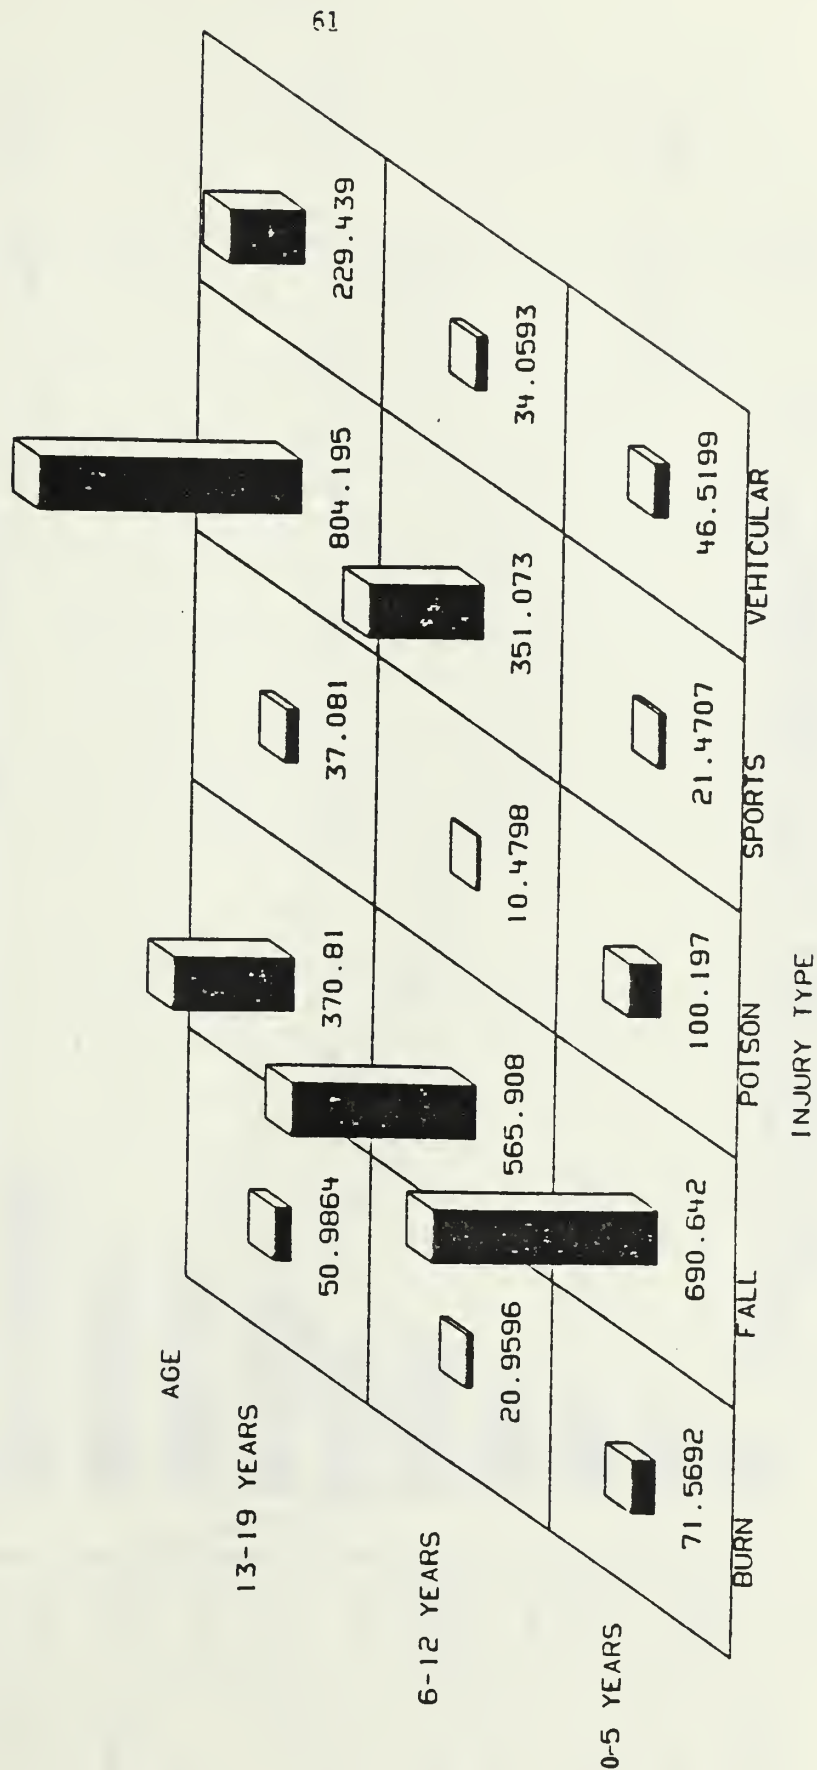 61
AGE
13-19 YEARS
50.9864
370.81
37.081
804.195
229.439
6-12 YEARS
20.9596
565.908
10.4798
351.073
34.0593
0-5 YEARS
71.5692
690.642
100.197
21.4707
46.5199
BURN
FALL
POISON
SPORTS
VEHICULAR
INJURY TYPE